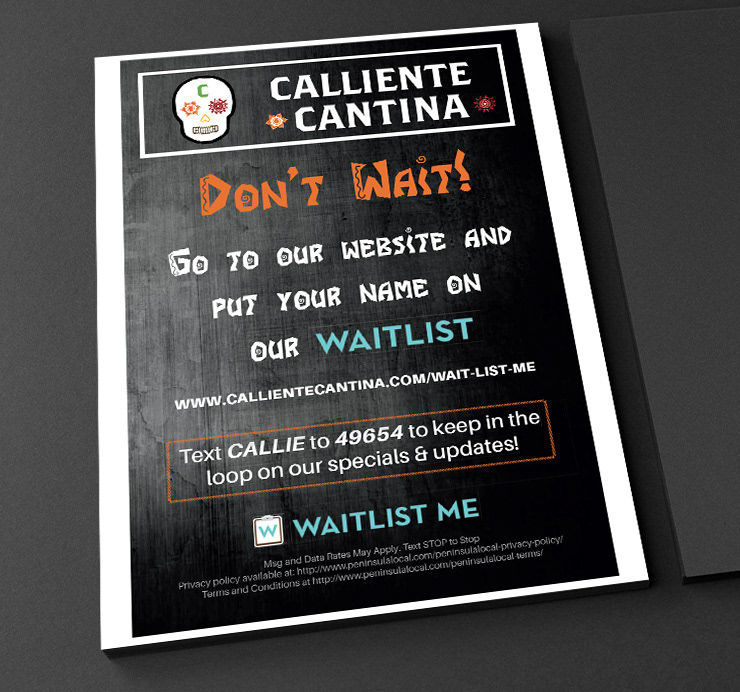 C
CALLIENTE
CANTINA
DON'T WAIT!
GO TO OUR WEBSITE AND
PUT YOUR NAME ON
OUR WAITLIST
WWW.CALLIENTECANTINA.COM/WAIT-LIST-ME
Text CALLIE to 49654 to keep in the
loop on our specials & updates!
W WAITLIST ME
Msg and Data Rates May Apply. Text STOP to Stop
Privacy policy available at: http://www.peninsulalocal.com/peninsulalocal-privacy-policy/
Terms and Conditions at http://www.peninsulalocal.com/peninsulalocal-terms/